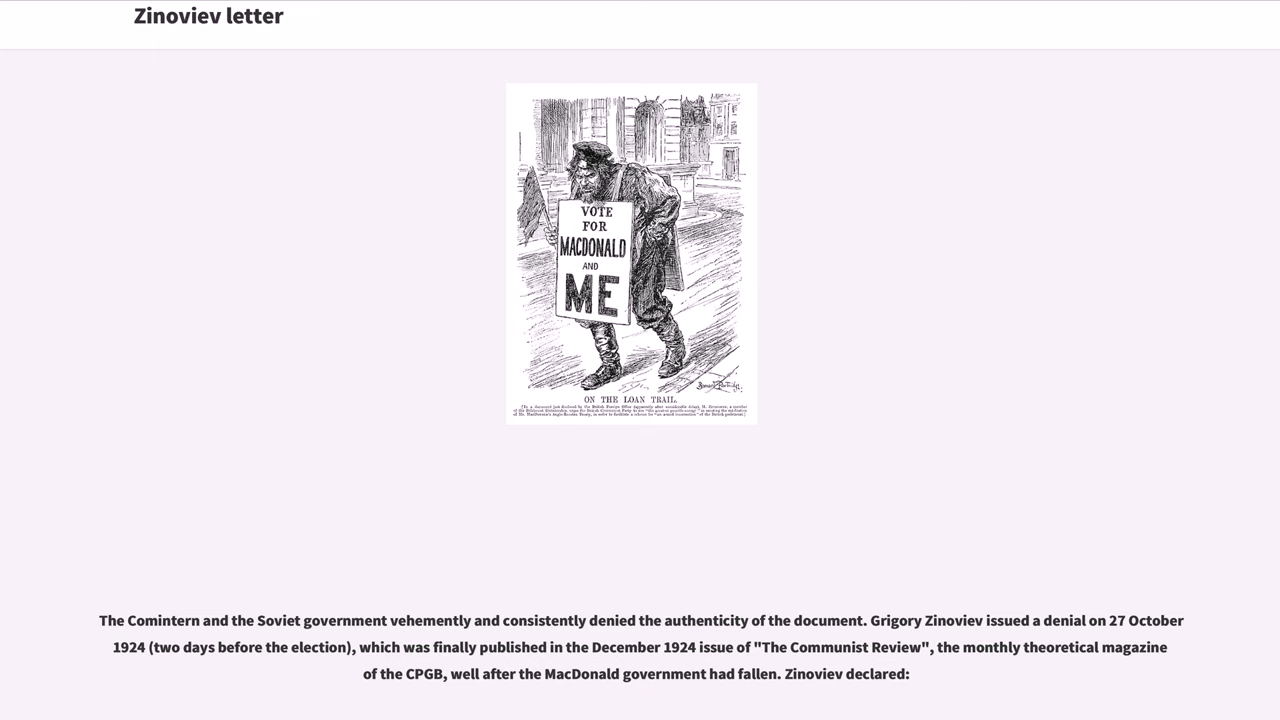 Zinoviev letter
VOTE
FOR
MACDONALD
AND
ME
ON THE LOAN TRAIL.
The Comintern and the Soviet government vehemently and consistently denied the authenticity of the document. Grigory Zinoviev issued a denial on 27 October
1924 (two days before the election), which was finally published in the December 1924 issue of "The Communist Review", the monthly theoretical magazine
of the CPGB, well after the MacDonald government had fallen. Zinoviev declared: